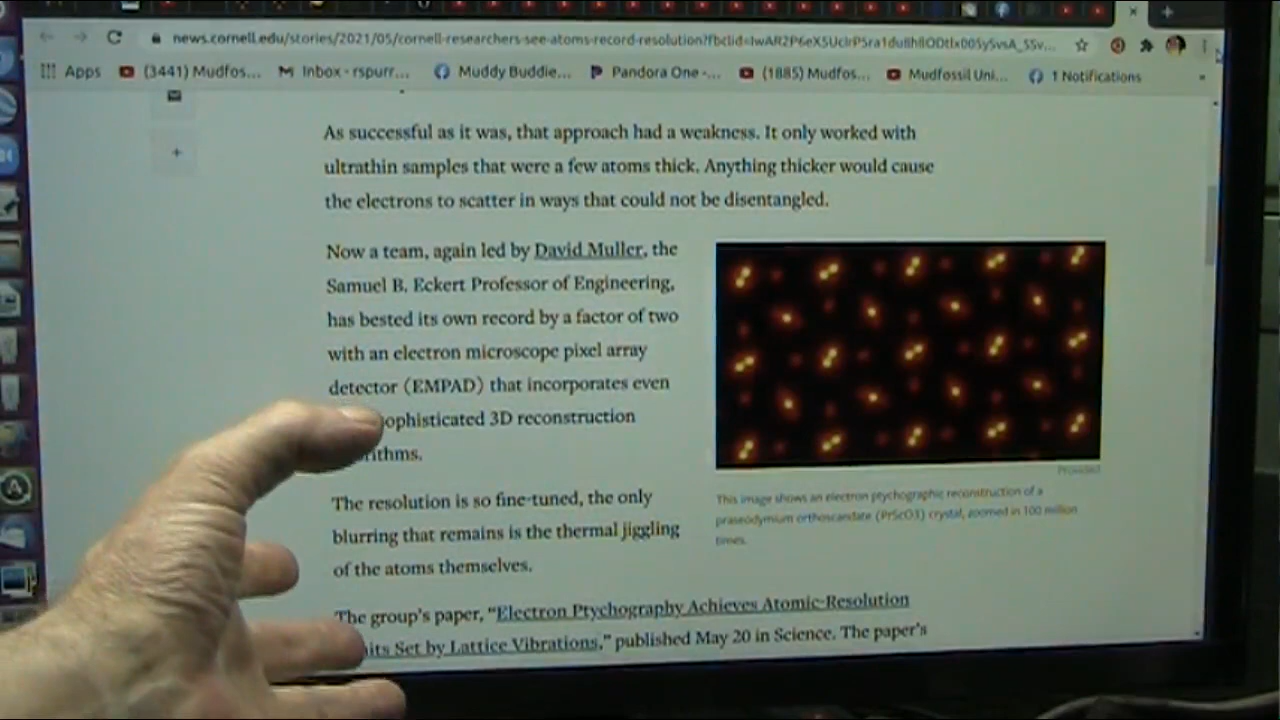 news.cornell.edu/stories/2021/05/cornell-researchers-see-atoms-record-resolution?fbclid=
Apps (3441) Mudfos... Inbox - rspurr... Muddy Buddie... Pandora One -... (1885) Mudfos... Mudfossil Uni... 1 Notifications
As successful as it was, that approach had a weakness. It only worked with
ultrathin samples that were a few atoms thick. Anything thicker would cause
the electrons to scatter in ways that could not be disentangled.
Now a team, again led by David Muller, the
Samuel B. Eckert Professor of Engineering,
has bested its own record by a factor of two
with an electron microscope pixel array
detector (EMPAD) that incorporates even
ophisticated 3D reconstruction
rithms.
The resolution is so fine-tuned, the only
blurring that remains is the thermal jiggling
of the atoms themselves.
Provided
This image shows an electron ptychographic reconstruction of a
praseodymium orthoscandate (PrScO3) crystal, zoomed in 100 million
times.
The group's paper, "Electron Ptychography Achieves Atomic-Resolution
its Set by Lattice Vibrations," published May 20 in Science. The paper's